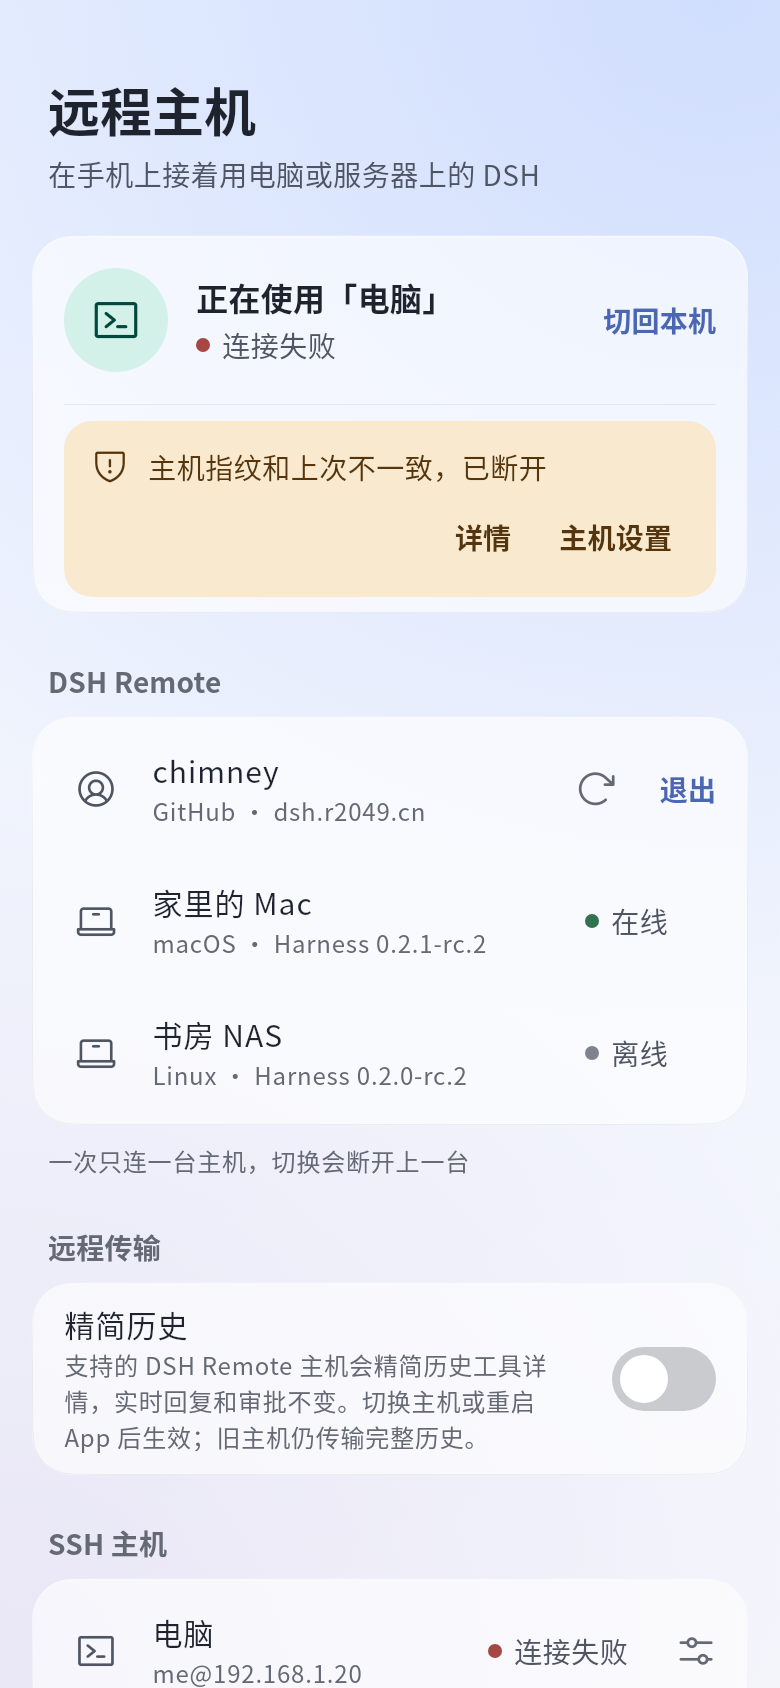 远程主机
在手机上接着用电脑或服务器上的 DSH
正在使用「电脑」
连接失败
切回本机
主机指纹和上次不一致，已断开
详情
主机设置
DSH Remote
chimney
GitHub • dsh.r2049.cn
退出
家里的 Mac
macOS • Harness 0.2.1-rc.2
在线
书房 NAS
Linux • Harness 0.2.0-rc.2
离线
一次只连一台主机，切换会断开上一台
远程传输
精简历史
支持的 DSH Remote 主机会精简历史工具详
情，实时回复和审批不变。切换主机或重启
App 后生效；旧主机仍传输完整历史。
SSH 主机
电脑
me@192.168.1.20
连接失败